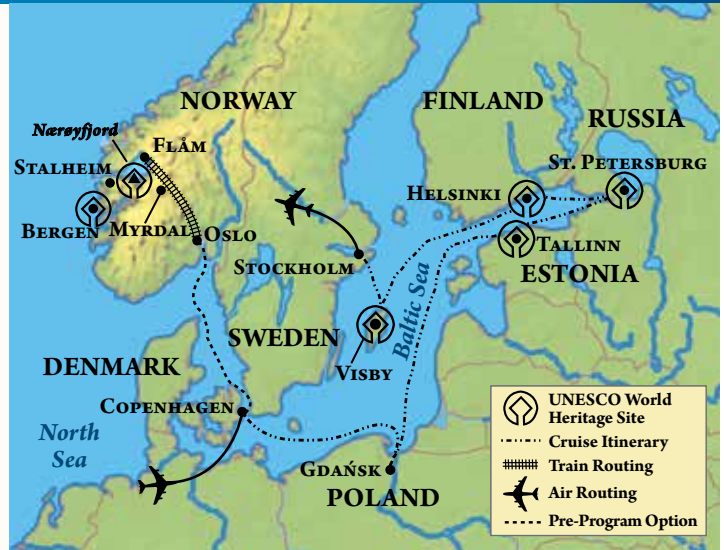 NORWAY
FINLAND
RUSSIA
Nærøyfjord
FLÅM
STALHEIM
ST. PETERSBURG
HELSINKI
BERGEN
MYRDAL
OSLO
TALLINN
STOCKHOLM
ESTONIA
Baltic Sea
SWEDEN
VISBY
DENMARK
COPENHAGEN
North
Sea
GDAŃSK
POLAND
UNESCO WORLD
HERITAGE SITE
CRUISE ITINERARY
TRAIN ROUTING
AIR ROUTING
PRE-PROGRAM OPTION